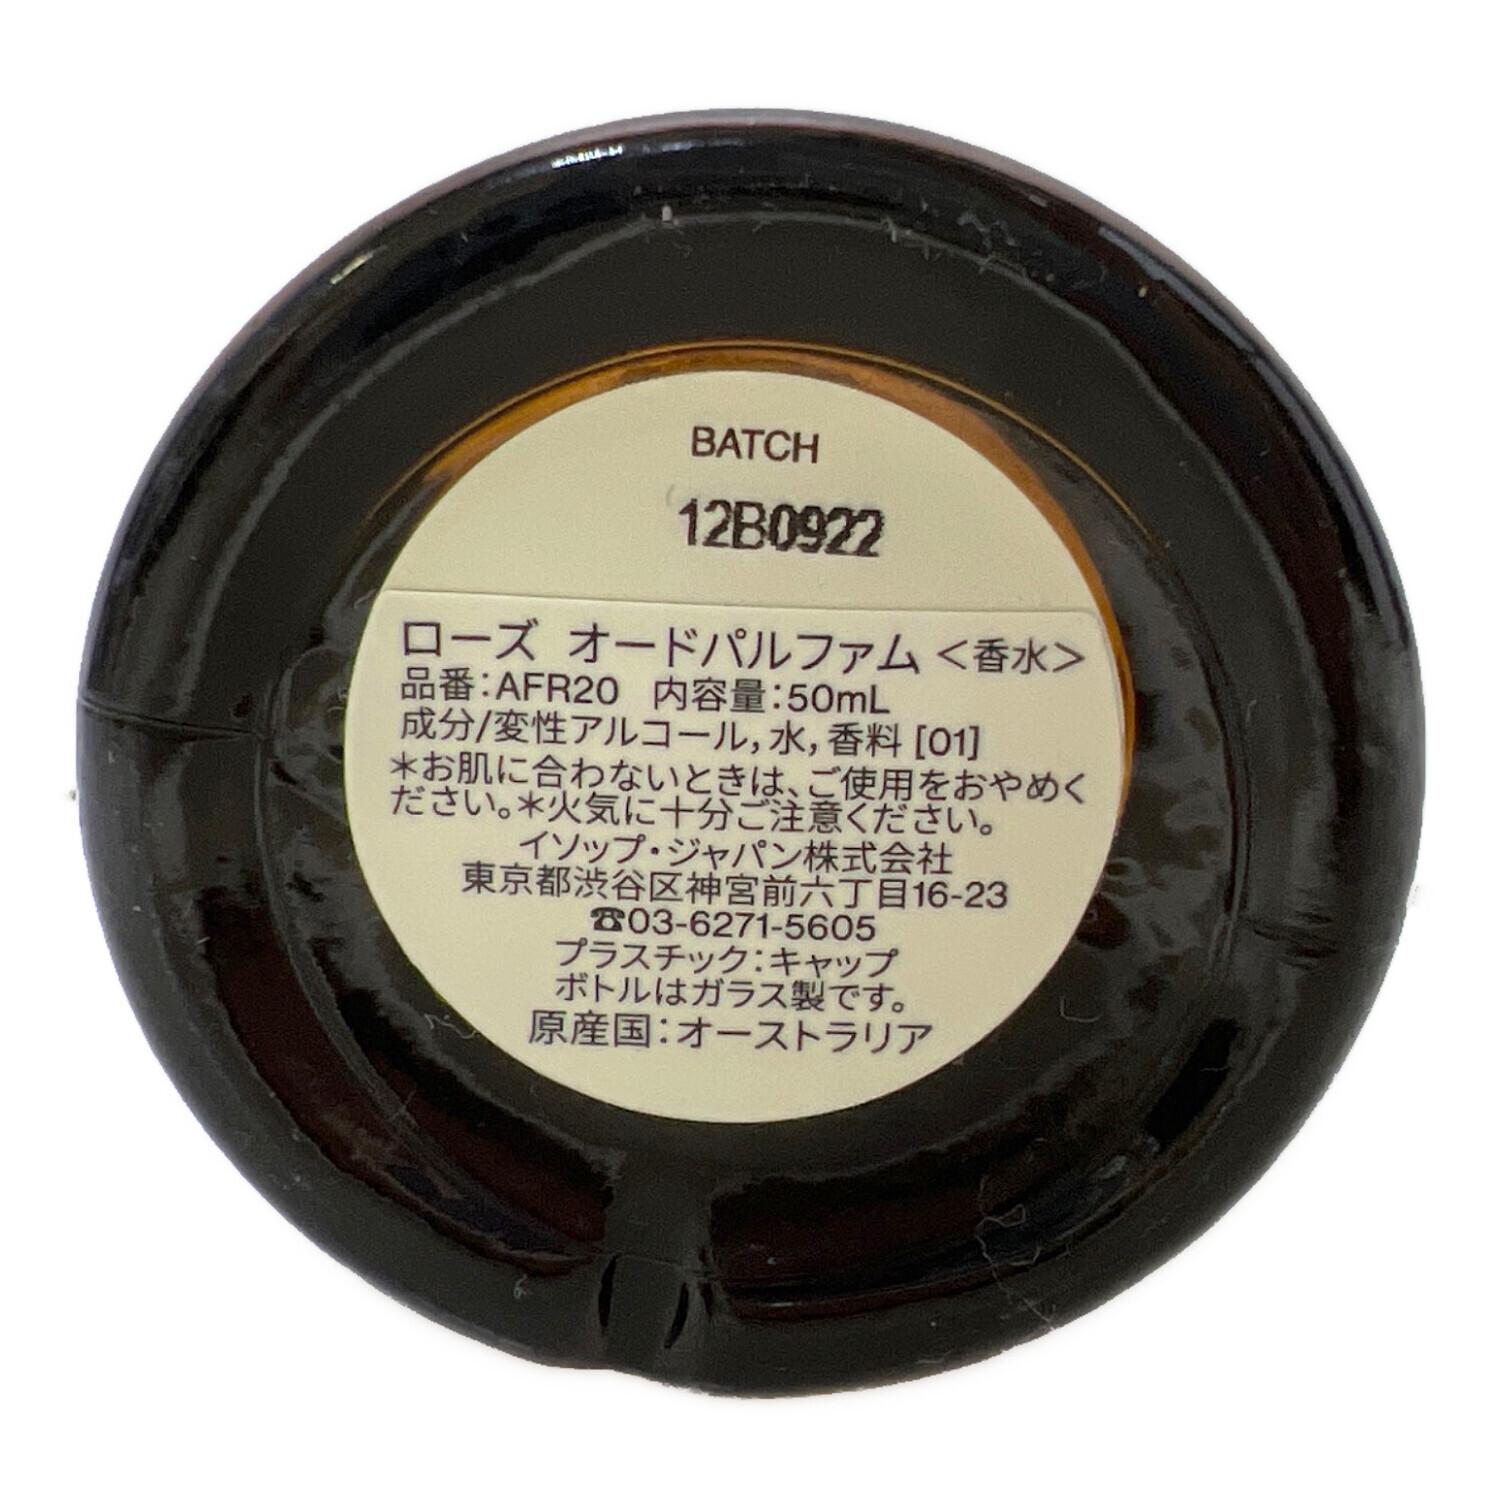 BATCH
12B0922
ローズ オードパルファム <香水>
品番:AFR20 内容量:50mL
成分/変性アルコール, 水, 香料 [01]
*お肌に合わないときは、ご使用をおやめく
ださい。*火気に十分ご注意ください。
イソップ・ジャパン株式会社
東京都渋谷区神宮前六丁目16-23
☎03-6271-5605
プラスチック:キャップ
ボトルはガラス製です。
原産国:オーストラリア